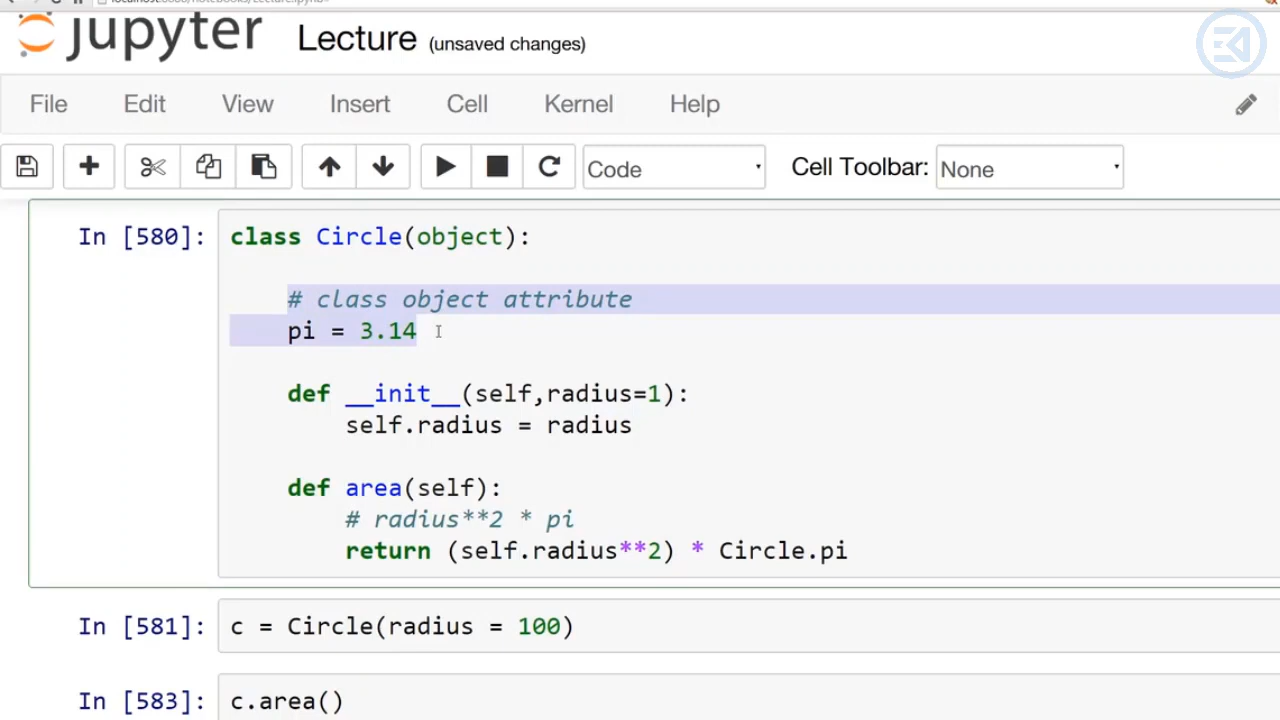 jupyter Lecture (unsaved changes)
File Edit View Insert Cell Kernel Help
Code Cell Toolbar: None
In [580]: class Circle(object):
# class object attribute
pi = 3.14
def __init__(self,radius=1):
self.radius = radius
def area(self):
# radius**2 * pi
return (self.radius**2) * Circle.pi
In [581]: c = Circle(radius = 100)
In [583]: c.area()